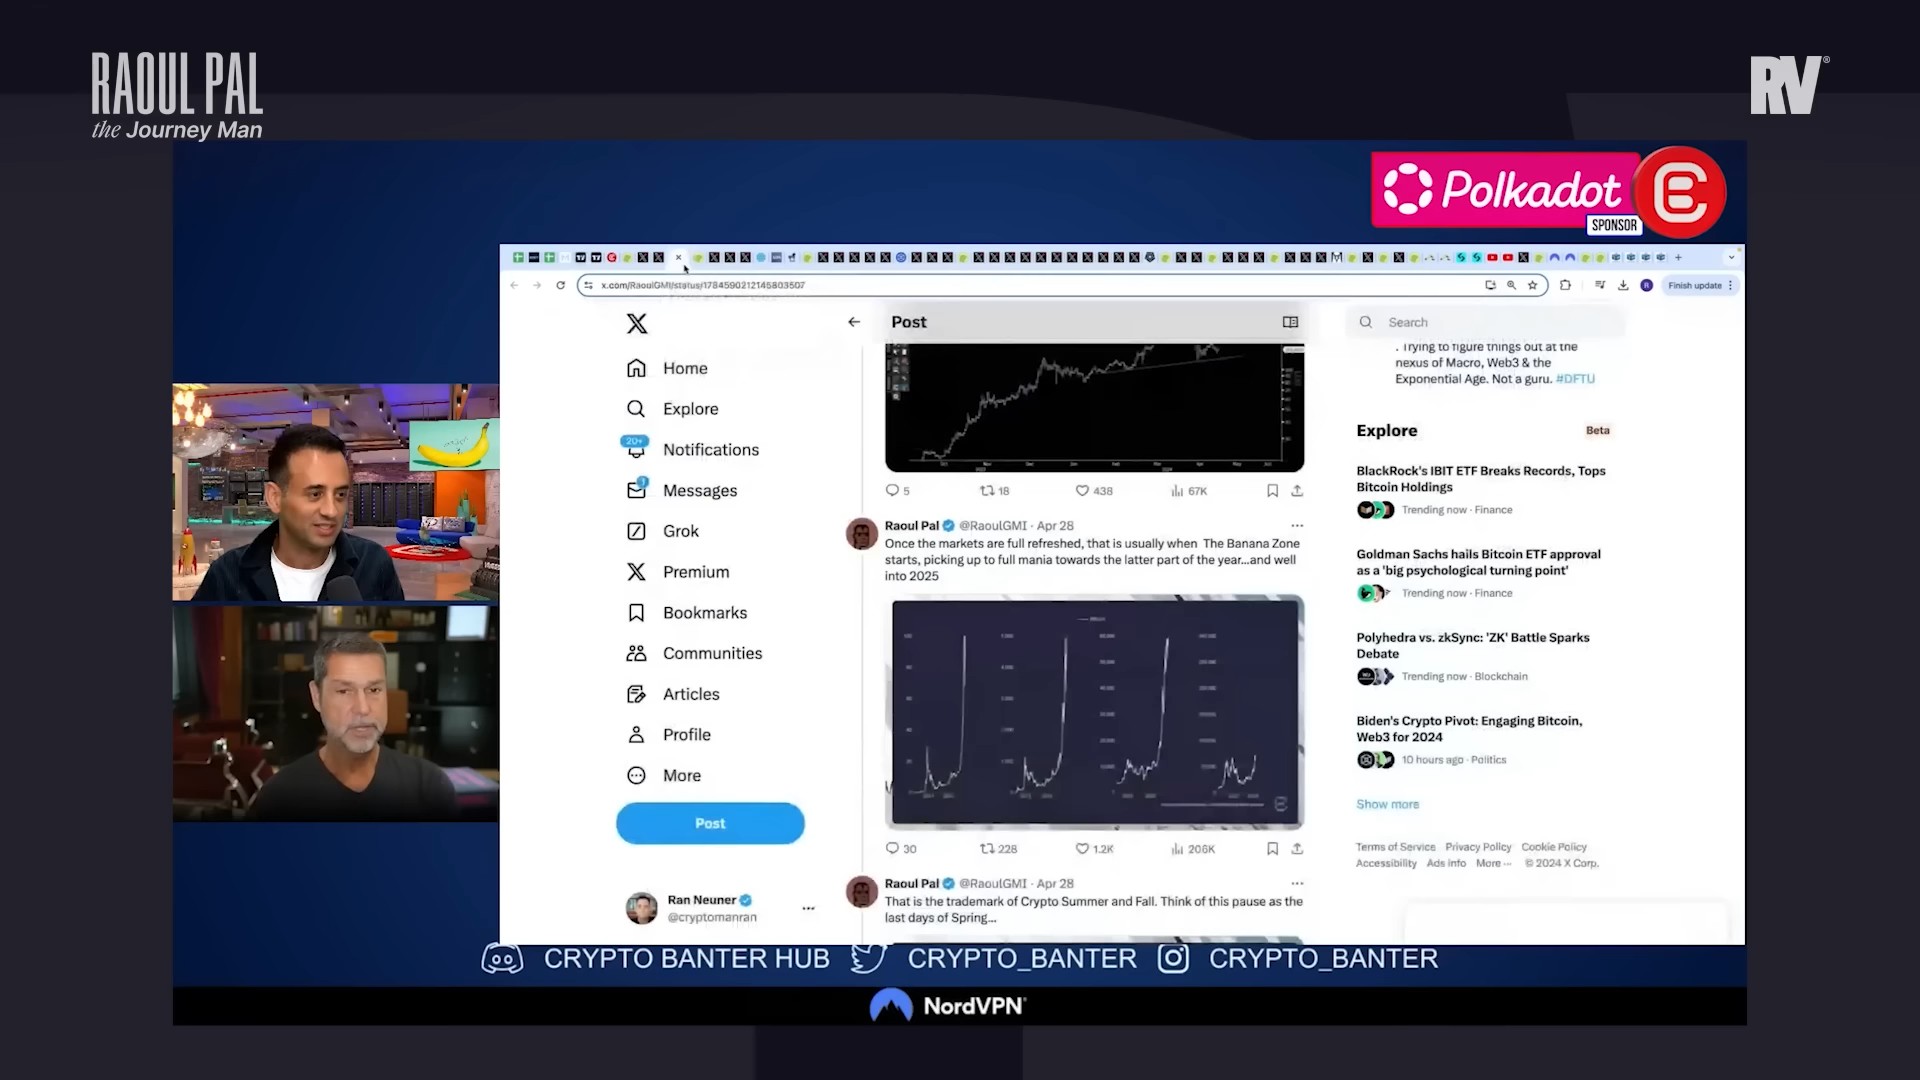 RAOUL PAL
the Journey Man
RV®
Polkadot
SPONSOR
x.com/RaoulGMI/status/1784590212145803507
Finish update
Home
Explore
20+
Notifications
Messages
Grok
Premium
Bookmarks
Communities
Articles
Profile
More
Post
Ran Neuner
@cryptomanran
Post
5
18
438
67K
Raoul Pal @RaoulGMI · Apr 28
Once the markets are full refreshed, that is usually when The Banana Zone
starts, picking up to full mania towards the latter part of the year...and well
into 2025
30
228
1.2K
206K
Raoul Pal @RaoulGMI · Apr 28
That is the trademark of Crypto Summer and Fall. Think of this pause as the
last days of Spring...
Search
. Trying to figure things out at the
nexus of Macro, Web3 & the
Exponential Age. Not a guru. #DFTU
Explore
Beta
BlackRock's IBIT ETF Breaks Records, Tops
Bitcoin Holdings
Trending now · Finance
Goldman Sachs hails Bitcoin ETF approval
as a 'big psychological turning point'
Trending now · Finance
Polyhedra vs. zkSync: 'ZK' Battle Sparks
Debate
Trending now · Blockchain
Biden's Crypto Pivot: Engaging Bitcoin,
Web3 for 2024
10 hours ago · Politics
Show more
Terms of Service Privacy Policy Cookie Policy
Accessibility Ads info More ··· © 2024 X Corp.
CRYPTO BANTER HUB
CRYPTO_BANTER
CRYPTO_BANTER
NordVPN®